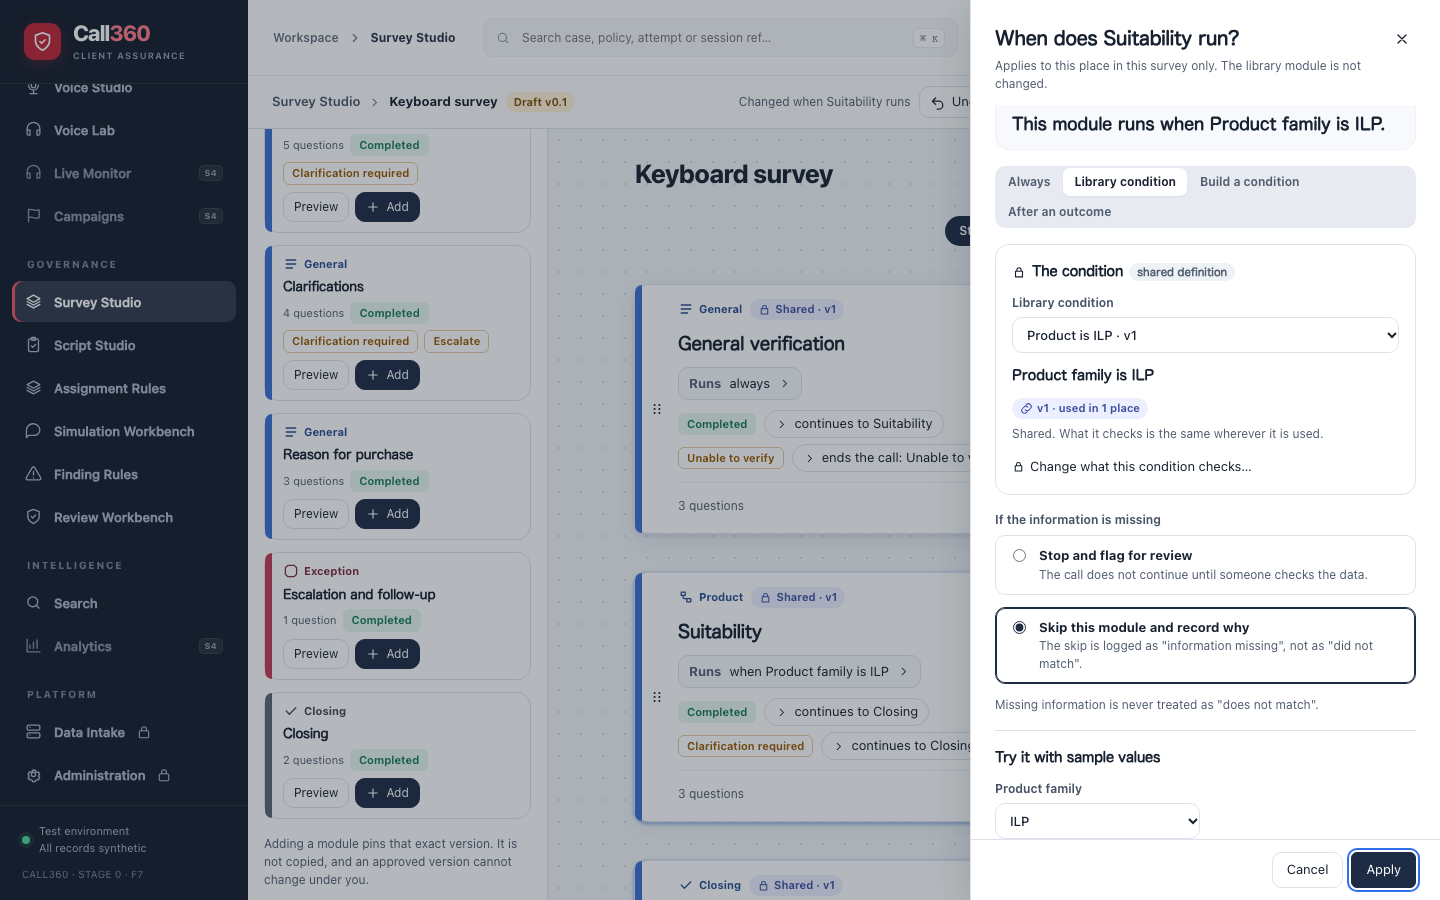 Call360
CLIENT ASSURANCE
Voice Studio
Voice Lab
Live Monitor S4
Campaigns S4
GOVERNANCE
Survey Studio
Script Studio
Assignment Rules
Simulation Workbench
Finding Rules
Review Workbench
INTELLIGENCE
Search
Analytics S4
PLATFORM
Data Intake
Administration
Test environment
All records synthetic
CALL360 · STAGE 0 · F7
Workspace > Survey Studio
Search case, policy, attempt or session ref... ⌘ K
Survey Studio > Keyboard survey Draft v0.1
Changed when Suitability runs
5 questions Completed
Clarification required
Preview + Add
General
Clarifications
4 questions Completed
Clarification required Escalate
Preview + Add
General
Reason for purchase
3 questions Completed
Preview + Add
Exception
Escalation and follow-up
1 question Completed
Preview + Add
Closing
Closing
2 questions Completed
Preview + Add
Adding a module pins that exact version. It is
not copied, and an approved version cannot
change under you.
Keyboard survey
General Shared · v1
General verification
Runs always >
Completed > continues to Suitability
Unable to verify > ends the call: Unable to
3 questions
Product Shared · v1
Suitability
Runs when Product family is ILP >
Completed > continues to Closing
Clarification required > continues to Closing
3 questions
Closing Shared · v1
When does Suitability run?
Applies to this place in this survey only. The library module is not
changed.
This module runs when Product family is ILP.
Always Library condition Build a condition
After an outcome
The condition shared definition
Library condition
Product is ILP · v1
Product family is ILP
v1 · used in 1 place
Shared. What it checks is the same wherever it is used.
Change what this condition checks...
If the information is missing
Stop and flag for review
The call does not continue until someone checks the data.
Skip this module and record why
The skip is logged as "information missing", not as "did not
match".
Missing information is never treated as "does not match".
Try it with sample values
Product family
ILP
Cancel Apply